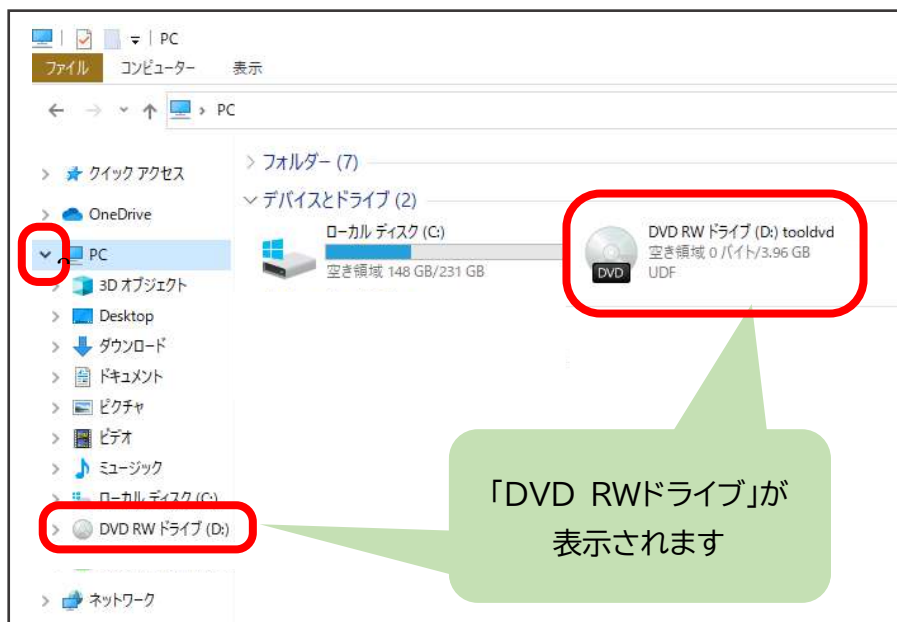 PC
ファイル コンピューター 表示
PC
クイック アクセス
OneDrive
PC
3D オブジェクト
Desktop
ダウンロード
ドキュメント
ピクチャ
ビデオ
ミュージック
ローカル ディスク (C:)
DVD RW ドライブ (D:)
ネットワーク
フォルダー (7)
デバイスとドライブ (2)
ローカル ディスク (C:)
空き領域 148 GB/231 GB
DVD
DVD RW ドライブ (D:) tooldvd
空き領域 0 バイト/3.96 GB
UDF
「DVD RWドライブ」が
表示されます